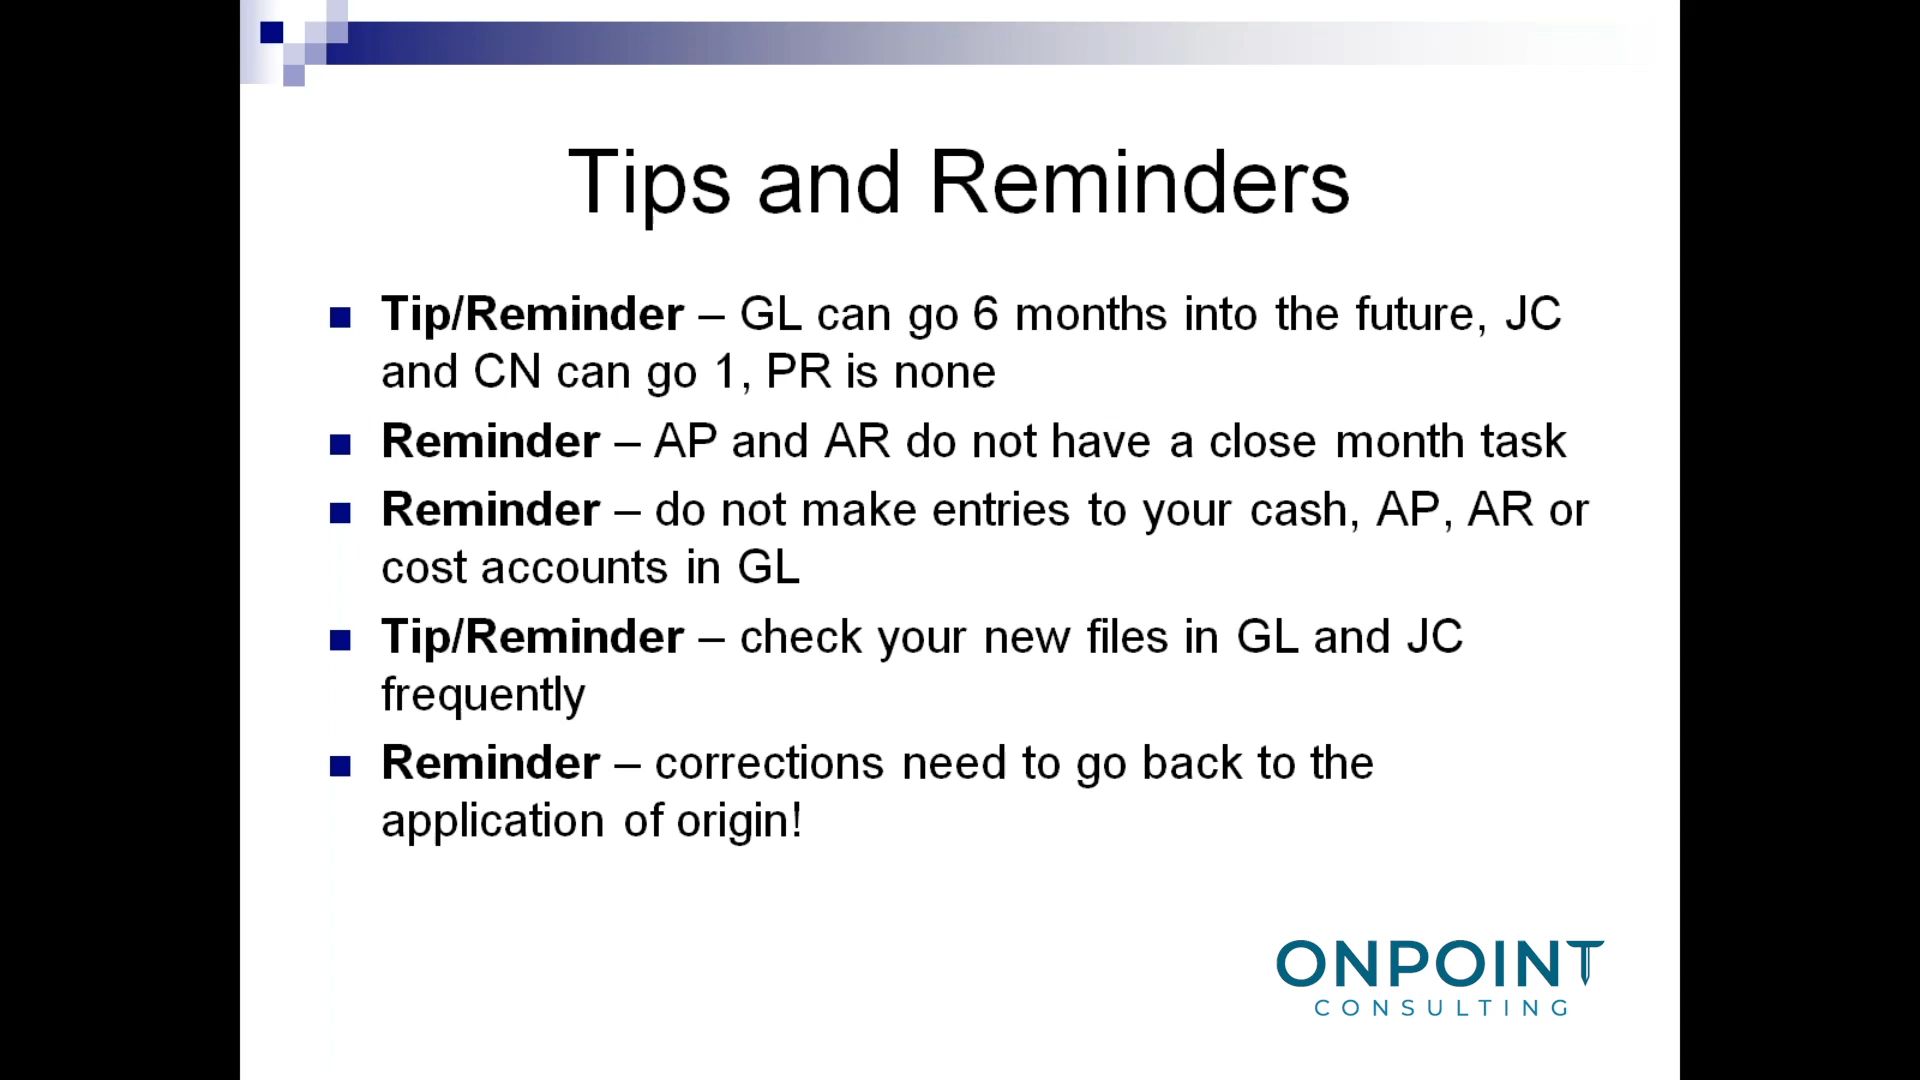 Tips and Reminders
Tip/Reminder – GL can go 6 months into the future, JC
and CN can go 1, PR is none
Reminder – AP and AR do not have a close month task
Reminder – do not make entries to your cash, AP, AR or
cost accounts in GL
Tip/Reminder – check your new files in GL and JC
frequently
Reminder – corrections need to go back to the
application of origin!
ONPOINT
CONSULTING